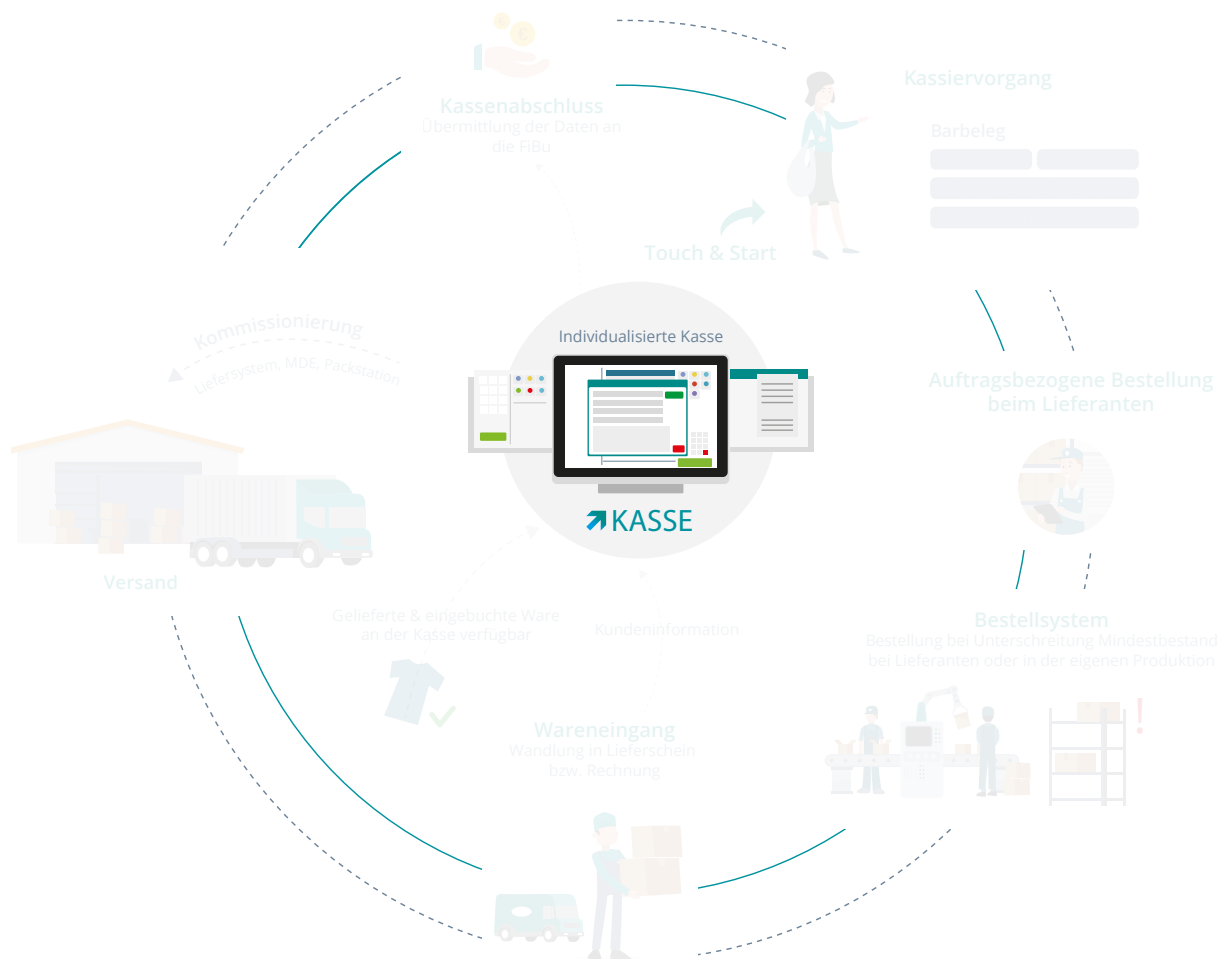 Kassenabschluss
Übermittlung der Daten an
die FiBu
Kassiervorgang
Barbeleg
Touch & Start
Kommissionierung
Liefersystem, MDE, Packstation
Individualisierte Kasse
KASSE
Auftragsbezogene Bestellung
beim Lieferanten
Versand
Gelieferte & eingebuchte Ware
an der Kasse verfügbar
Kundeninformation
Bestellsystem
Bestellung bei Unterschreitung Mindestbestand
bei Lieferanten oder in der eigenen Produktion
!
Wareneingang
Wandlung in Lieferschein
bzw. Rechnung